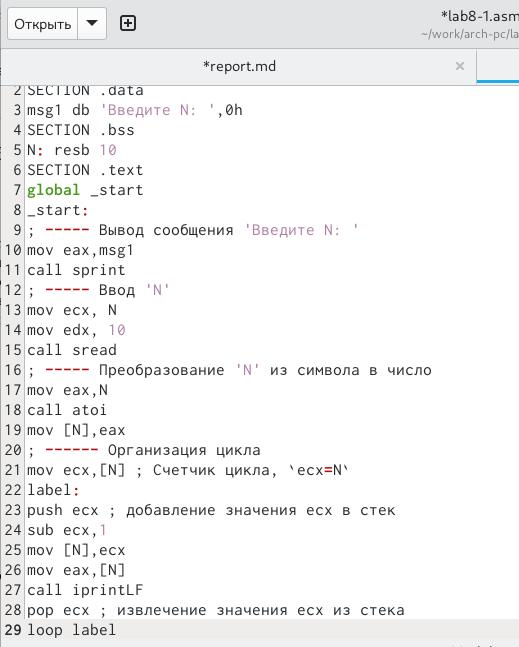 Открыть
*lab8-1.asm
~/work/arch-pc/la
*report.md
2 SECTION .data
3 msg1 db 'Введите N: ',0h
4 SECTION .bss
5 N: resb 10
6 SECTION .text
7 global _start
8 _start:
9 ; ----- Вывод сообщения 'Введите N: '
10 mov eax,msg1
11 call sprint
12 ; ----- Ввод 'N'
13 mov ecx, N
14 mov edx, 10
15 call sread
16 ; ----- Преобразование 'N' из символа в число
17 mov eax,N
18 call atoi
19 mov [N],eax
20 ; ------ Организация цикла
21 mov ecx,[N] ; Счетчик цикла, `ecx=N`
22 label:
23 push ecx ; добавление значения ecx в стек
24 sub ecx,1
25 mov [N],ecx
26 mov eax,[N]
27 call iprintLF
28 pop ecx ; извлечение значения ecx из стека
29 loop label